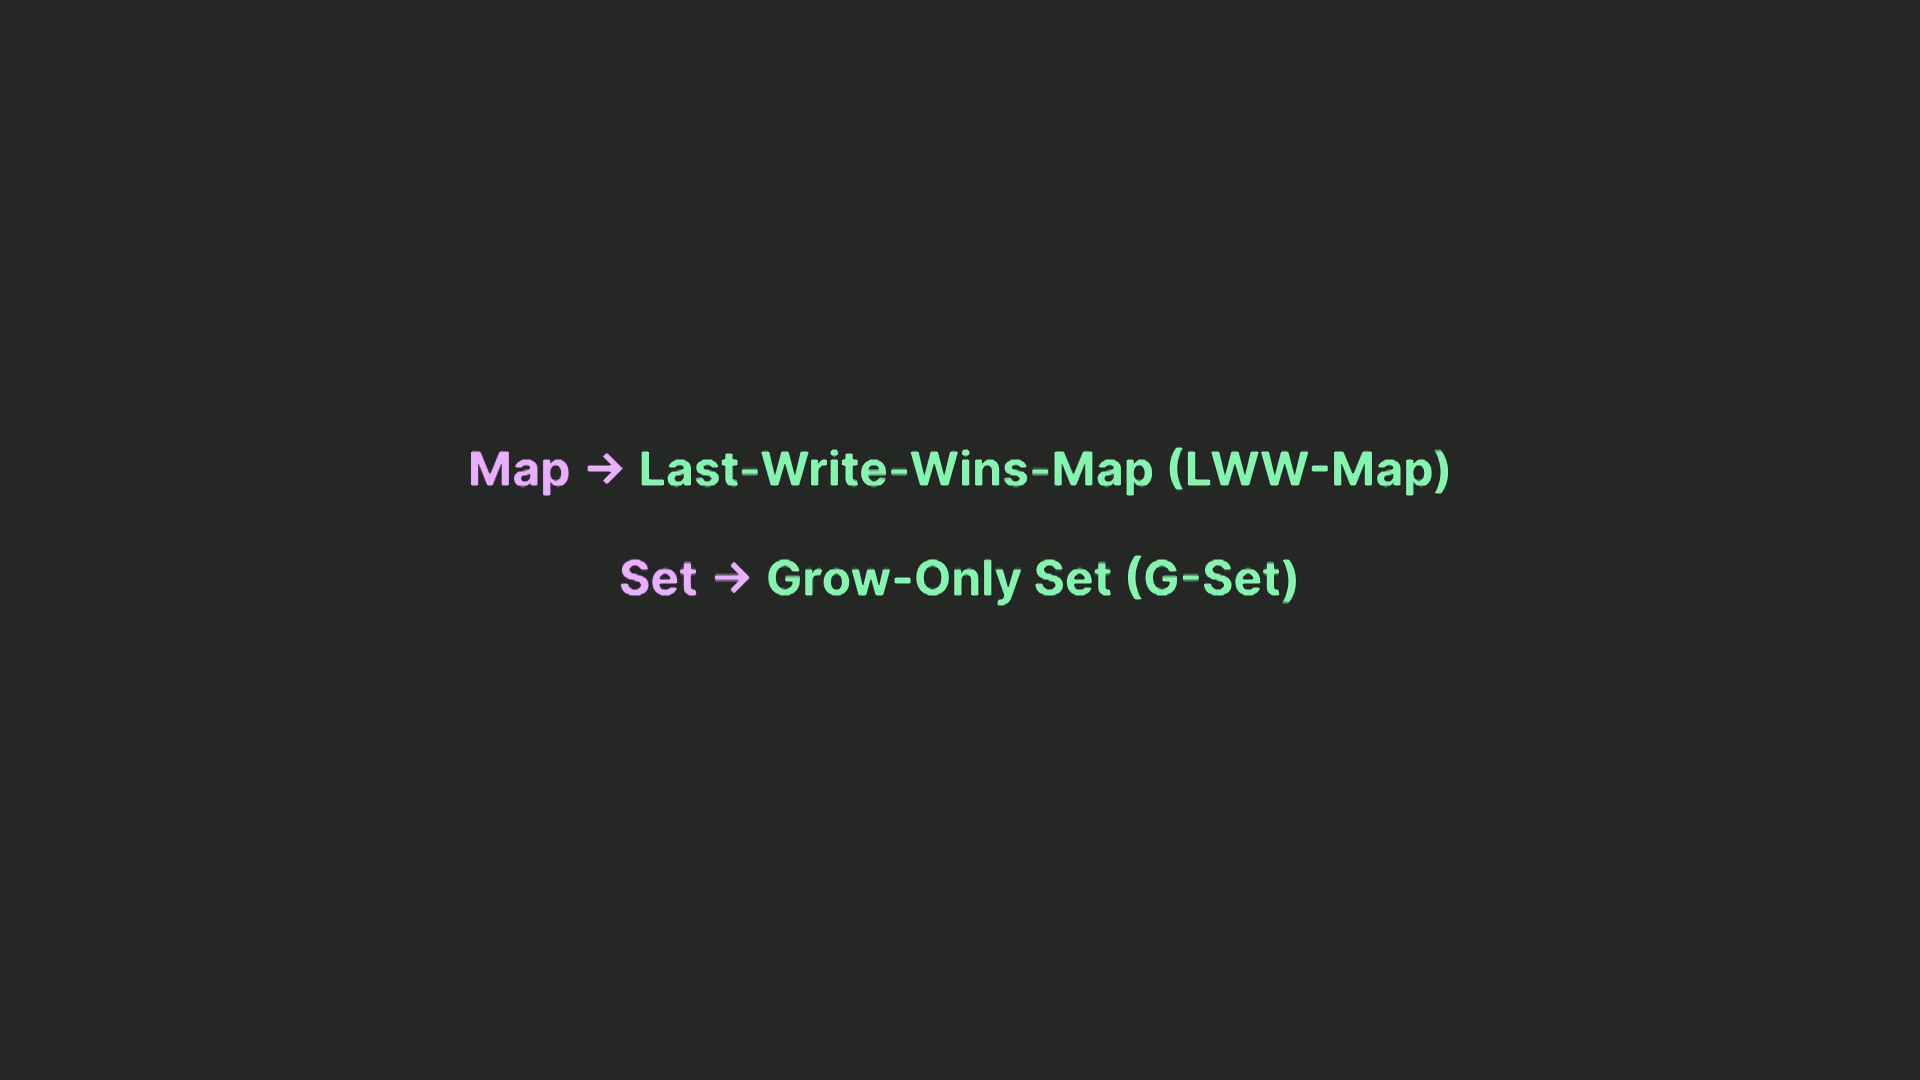 Map → Last-Write-Wins-Map (LWW-Map)
Set → Grow-Only Set (G-Set)